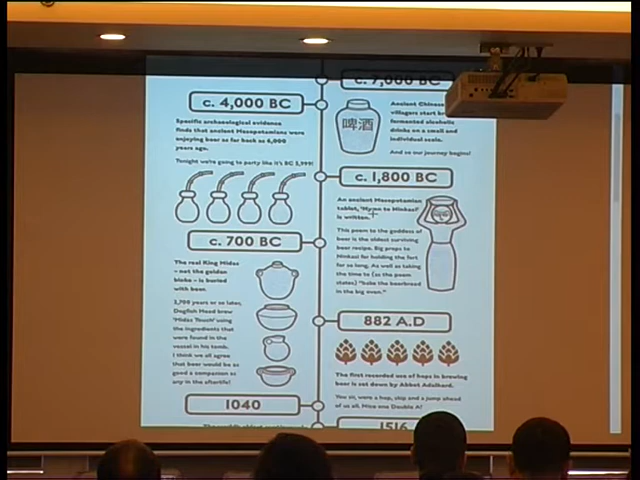 c. 7,000 BC
Ancient Chinese
villagers start
fermented alcoholic
drinks on a small and
individual scale.
And so our journey begins!
啤酒
c. 4,000 BC
Specific archaeological evidence
finds that ancient Mesopotamians were
enjoying beer as far back as 6,000
years ago.
Tonight we're going to party like it's BC 3,999!
c. 1,800 BC
An ancient Mesopotamian
tablet, 'Hymn to Ninkasi'
is written.
This poem to the goddess of
beer is the oldest surviving
beer recipe. Big props to
Ninkasi for holding the fort
for so long. As well as taking
the time to (as the poem
states) "bake the beerbread
in the big oven."
c. 700 BC
The real King Midas
- not the golden
bloke - is buried
with beer.
2,700 years or so later,
Dogfish Head brew
'Midas Touch' using
the ingredients that
were found in the
vessel in his tomb.
I think we all agree
that beer would be as
good a companion as
any in the afterlife!
882 A.D
The first recorded use of hops in brewing
beer is set down by Abbot Adalhard.
You sir, were a hop, skip and a jump ahead
of us all. Nice one Double A!
1040
1516